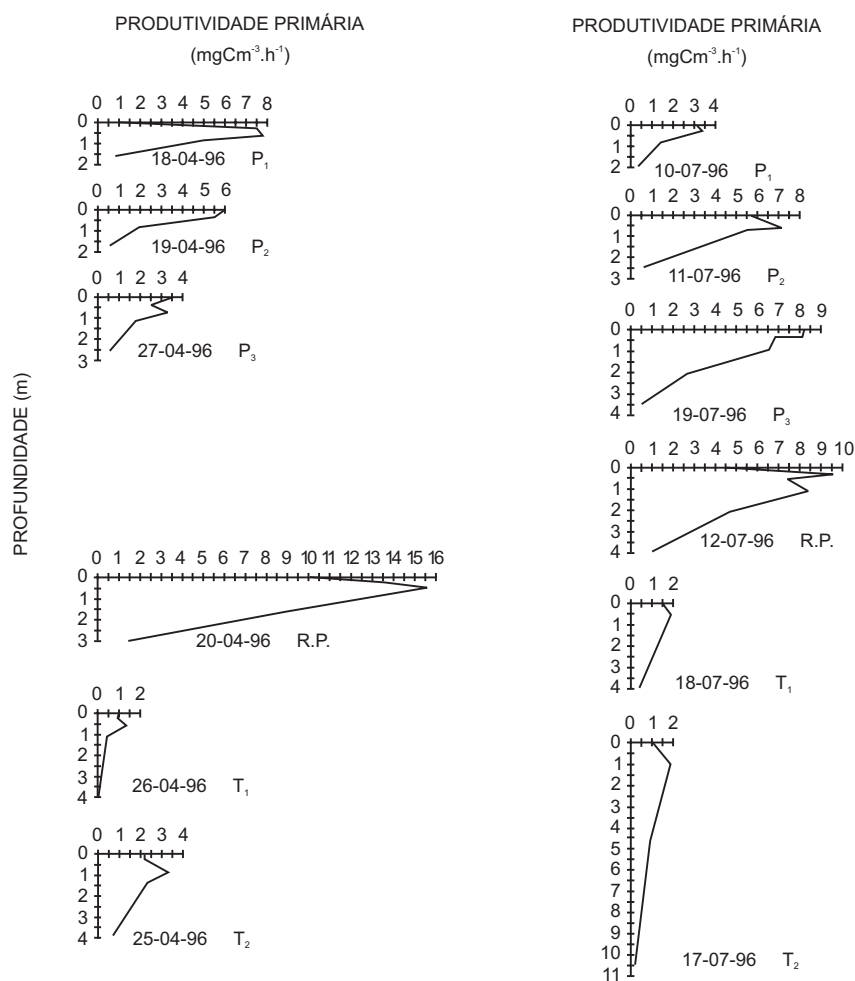 PRODUTIVIDADE PRIMÁRIA
(mgCm⁻³.h⁻¹)
PROFUNDIDADE (m)
0 1 2 3 4 5 6 7 8
0
1
2
18-04-96 P₁
0 1 2 3 4 5 6
0
1
2
19-04-96 P₂
0 1 2 3 4
0
1
2
3
27-04-96 P₃
0 1 2 3 4 5 6 7 8 9 10 11 12 13 14 15 16
0
1
2
3
20-04-96 R.P.
0 1 2
0
1
2
3
4
26-04-96 T₁
0 1 2 3 4
0
1
2
3
4
25-04-96 T₂
PRODUTIVIDADE PRIMÁRIA
(mgCm⁻³.h⁻¹)
0 1 2 3 4
0
1
2
10-07-96 P₁
0 1 2 3 4 5 6 7 8
0
1
2
3
11-07-96 P₂
0 1 2 3 4 5 6 7 8 9
0
1
2
3
4
19-07-96 P₃
0 1 2 3 4 5 6 7 8 9 10
0
1
2
3
4
12-07-96 R.P.
0 1 2
0
1
2
3
4
18-07-96 T₁
0 1 2
0
1
2
3
4
5
6
7
8
9
10
11
17-07-96 T₂